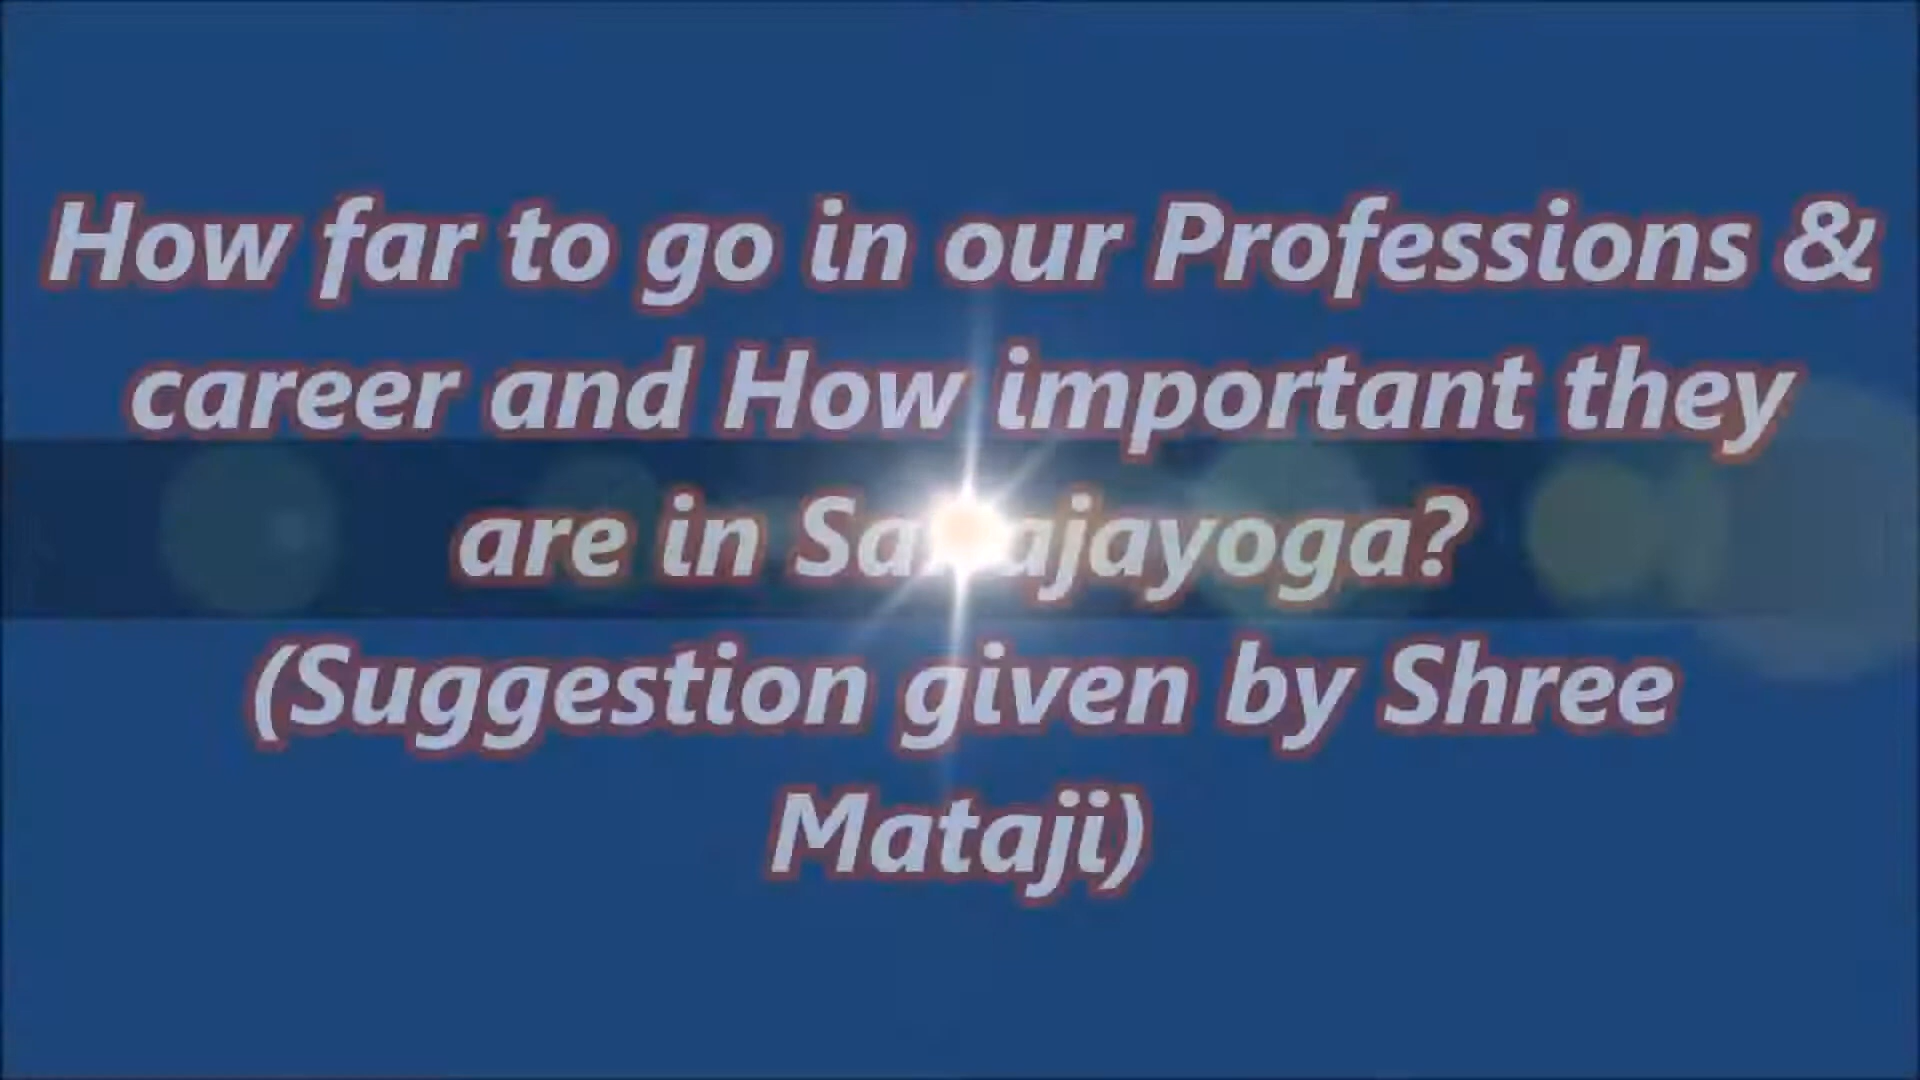 How far to go in our Professions &
career and How important they
are in Sahajayoga?
(Suggestion given by Shree
Mataji)